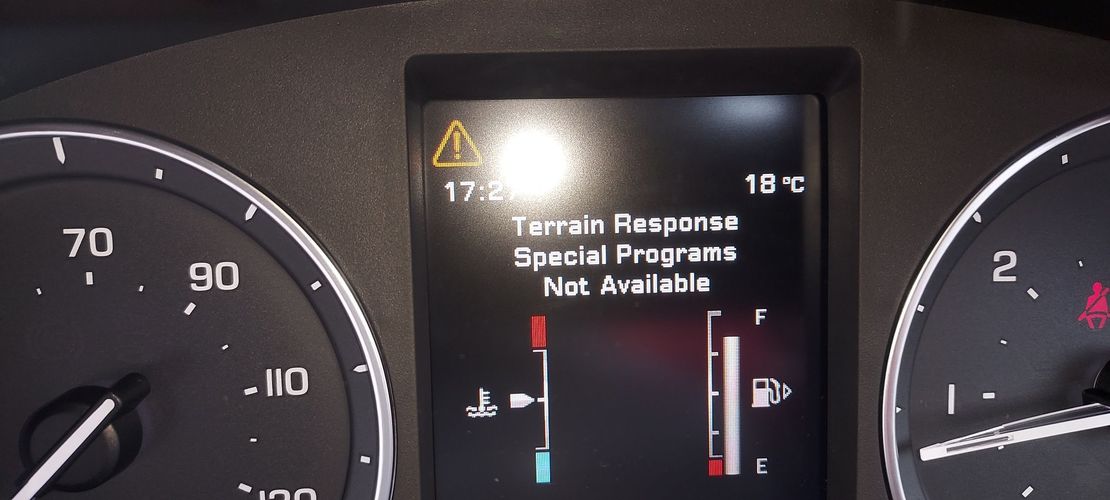 17:2
18 °C
Terrain Response
Special Programs
Not Available
F
E
70
90
110
2
1